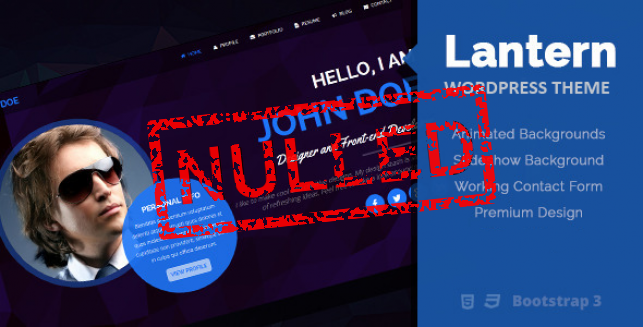 HOME PROFILE PORTFOLIO RESUME BLOG CONTACT
DOE
HELLO, I AM
JOHN DOE
Designer and Front-end Develo
PERSONAL INFO
VIEW PROFILE
NULLED
Lantern
WORDPRESS THEME
Animated Backgrounds
Slideshow Background
Working Contact Form
Premium Design
Bootstrap 3